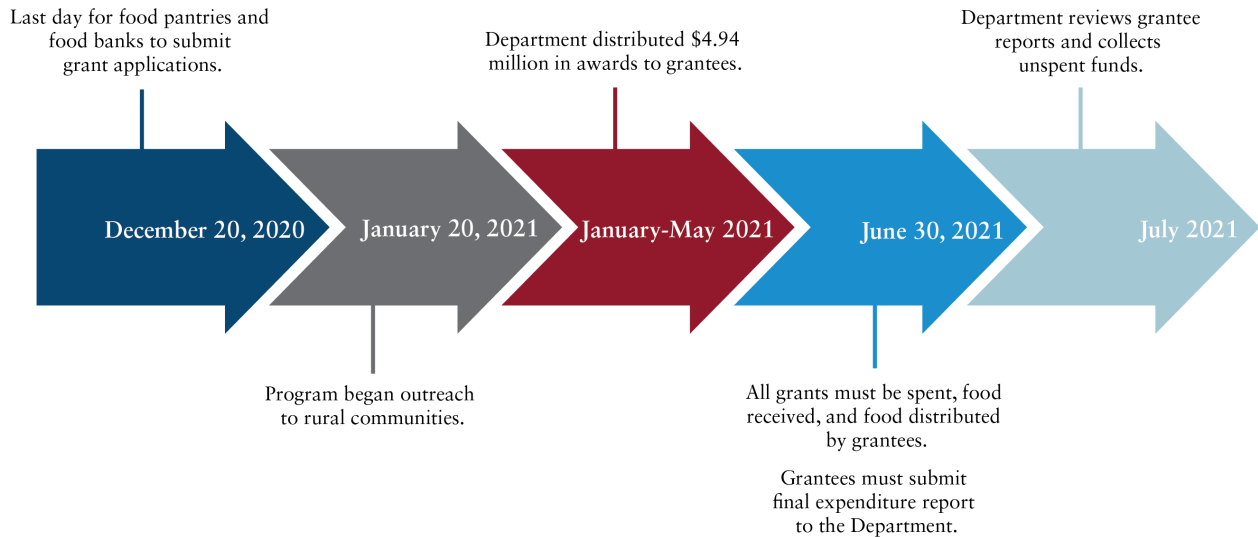 Last day for food pantries and
food banks to submit
grant applications.
December 20, 2020
January 20, 2021
Program began outreach
to rural communities.
Department distributed $4.94
million in awards to grantees.
January-May 2021
June 30, 2021
All grants must be spent, food
received, and food distributed
by grantees.
Grantees must submit
final expenditure report
to the Department.
Department reviews grantee
reports and collects
unspent funds.
July 2021